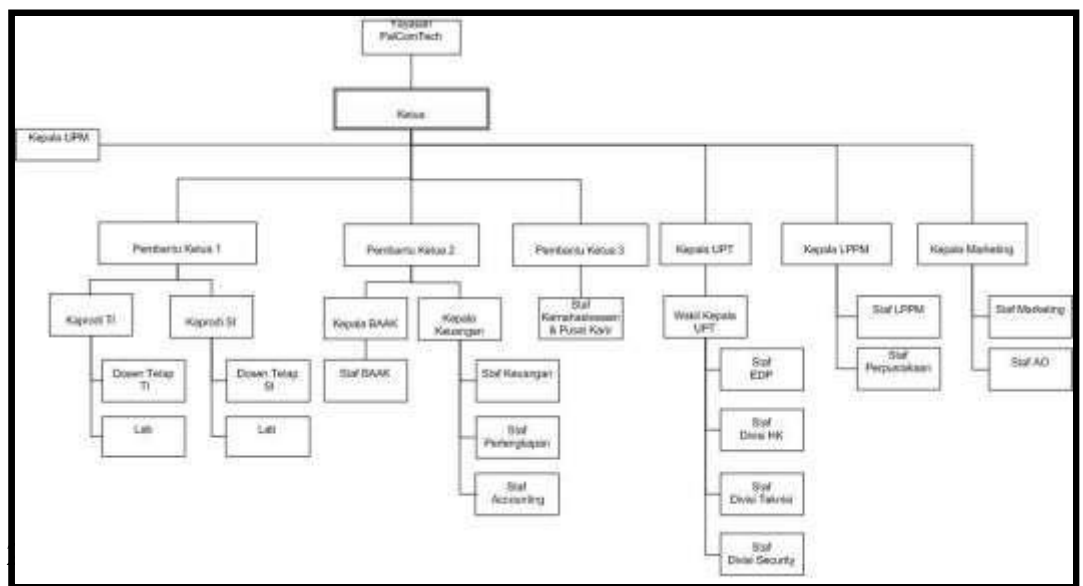 Yayasan
PalComTech
Ketua
Kepala UPM
Pembantu Ketua 1
Pembantu Ketua 2
Pembantu Ketua 3
Kepala UPT
Kepala LPPM
Kepala Marketing
Kaprodi TI
Kaprodi SI
Kepala BAAK
Kepala
Keuangan
Staf
Kemahasiswaan
& Pusat Karir
Wakil Kepala
UPT
Staf LPPM
Staf Marketing
Dosen Tetap
TI
Dosen Tetap
SI
Staf BAAK
Staf Keuangan
Staf
EDP
Staf
Perpustakaan
Staf AO
Lab
Lab
Staf
Perlengkapan
Staf
Divisi HK
Staf
Accounting
Staf
Divisi Teknisi
Staf
Divisi Security